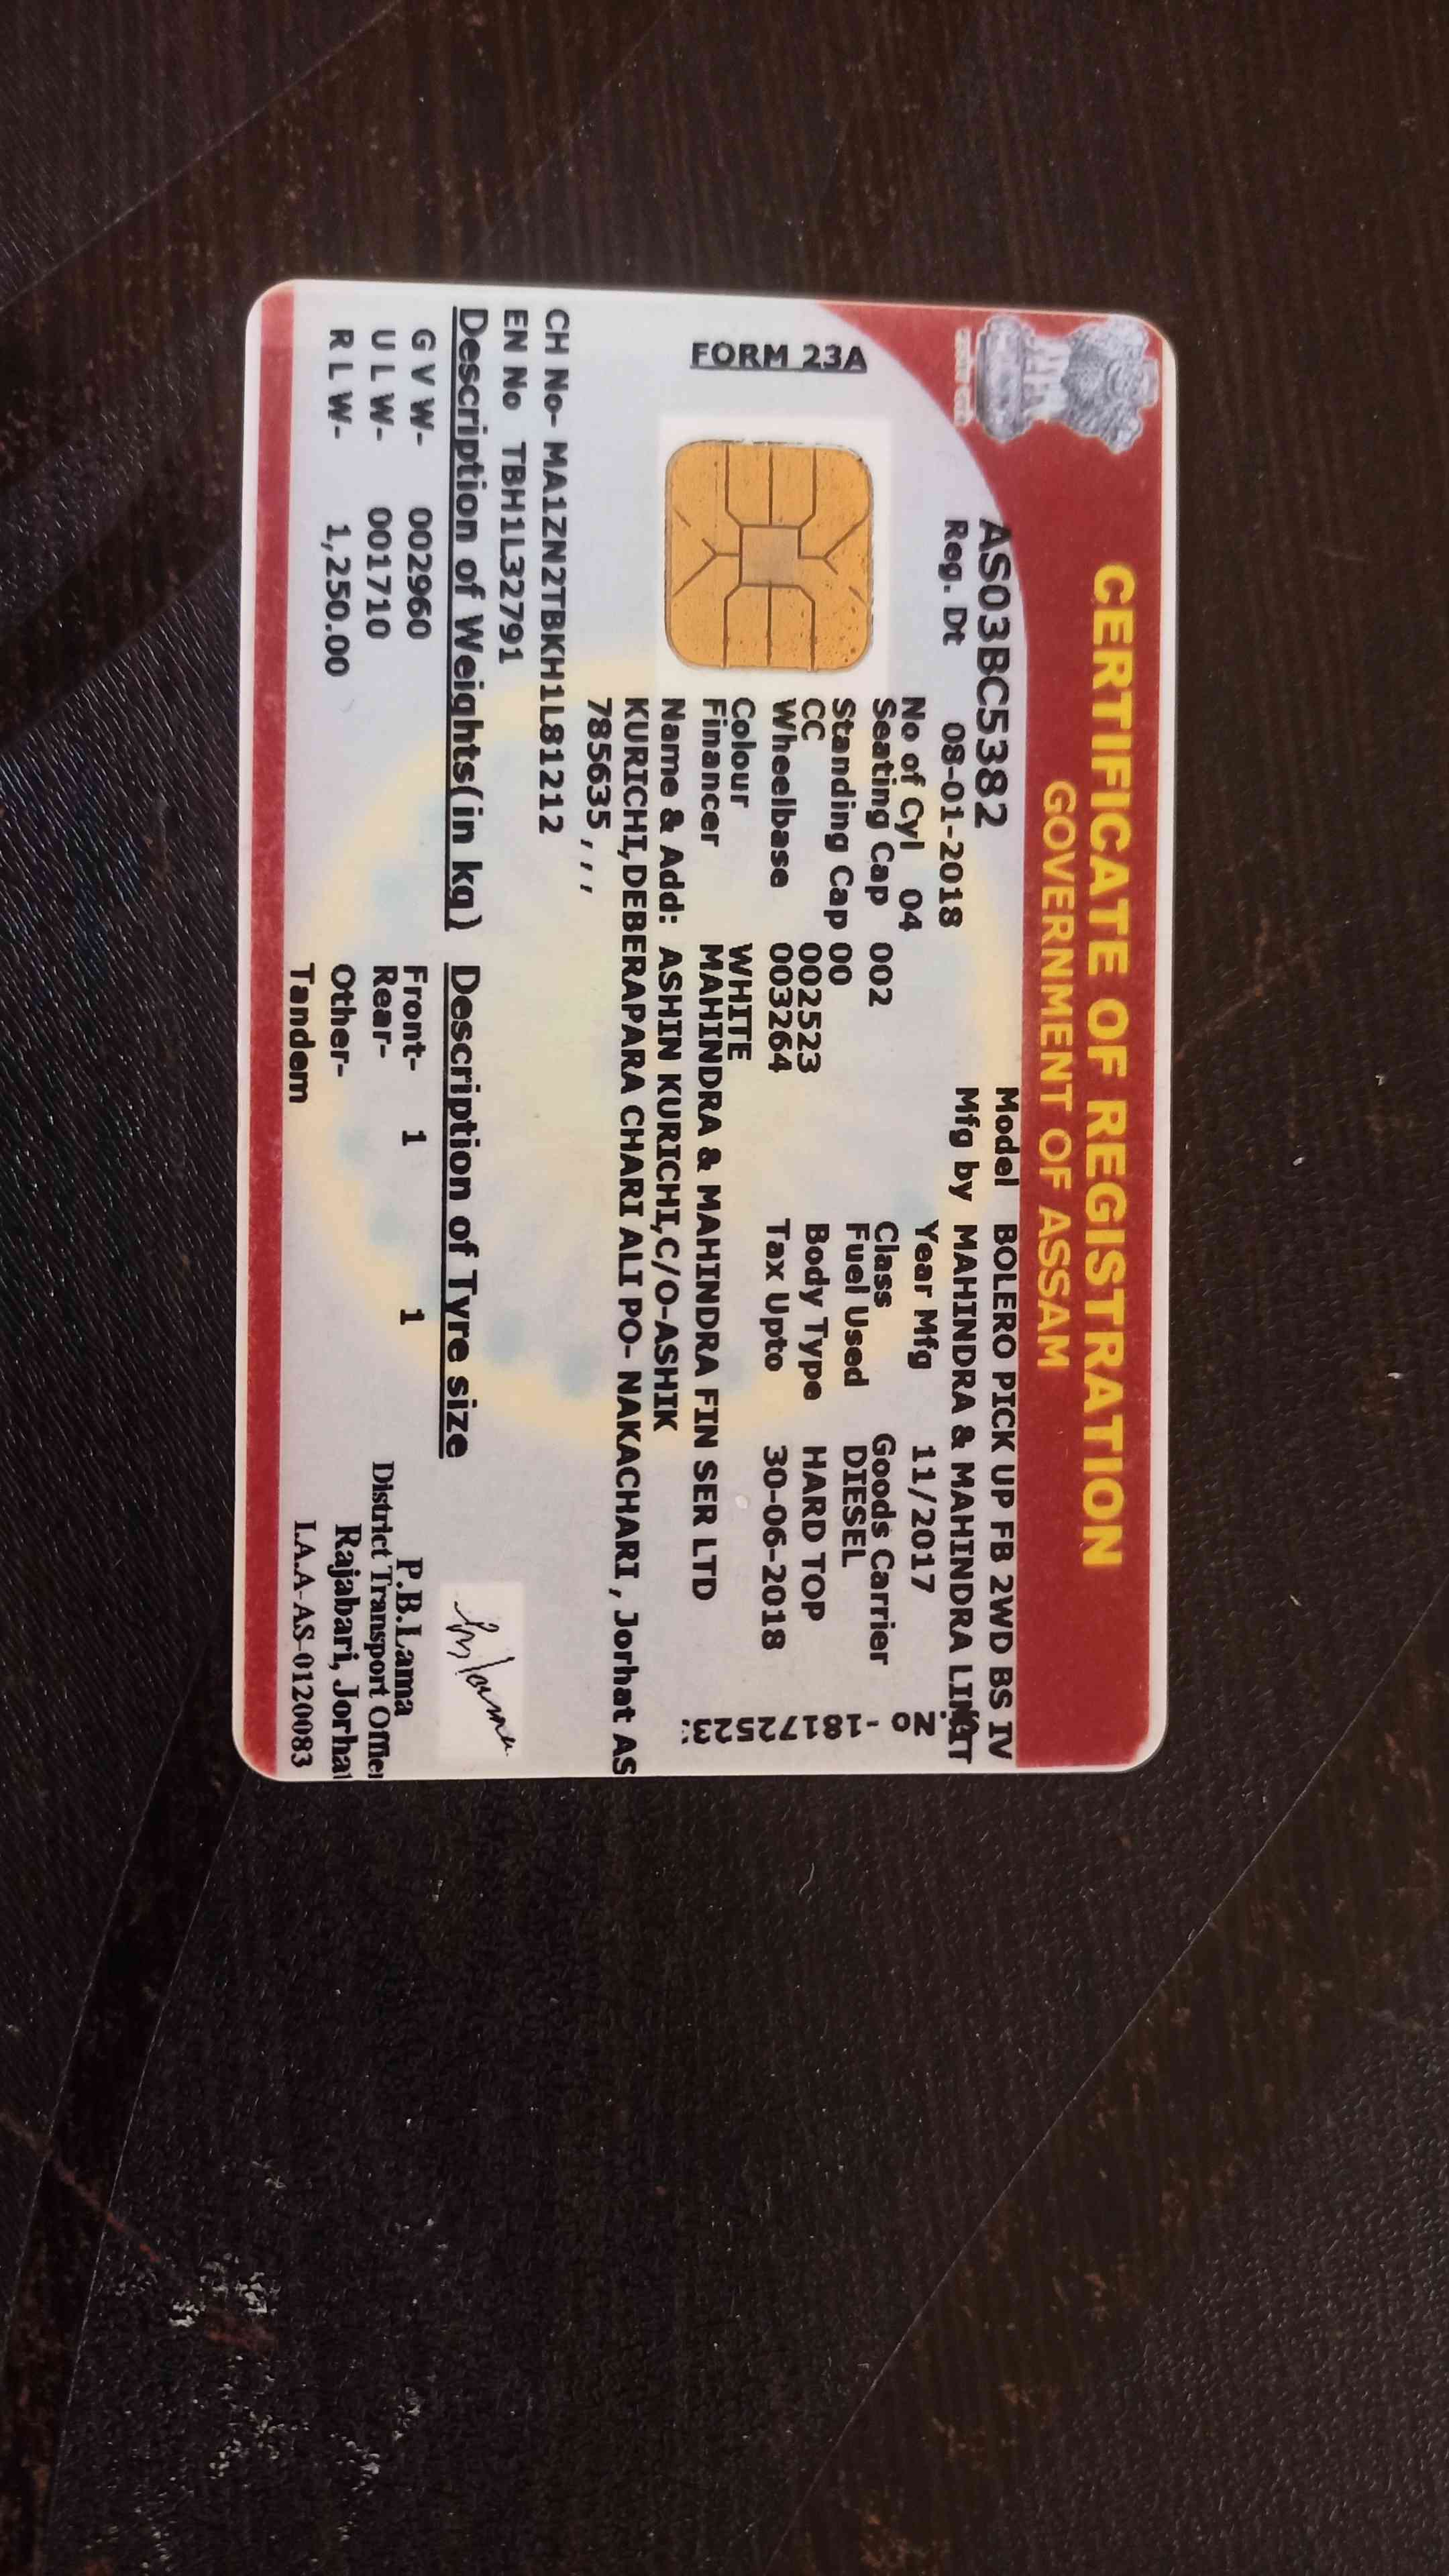 CERTIFICATE OF REGISTRATION
GOVERNMENT OF ASSAM
AS03BC5382 Model BOLERO PICK UP FB 2WD BS IV
Reg. Dt 08-01-2018 Mfg by MAHINDRA & MAHINDRA
FORM 23A
No of Cyl 04 Year Mfg 11/2017
Seating Cap 002 Class Goods Carrier
Standing Cap 00 Fuel Used DIESEL
CC 002523 Body Type HARD TOP
Wheelbase 003264 Tax Upto 30-06-2018
Colour WHITE
Financer MAHINDRA & MAHINDRA FIN SER LTD
Name & Add: ASHIN KURICHI,C/O-ASHIK
KURICHI,DEBERAPARA CHARI ALI PO- NAKACHARI, Jorhat AS
785635 , , ,
No -1817252
CH No- MA1ZN2TBKH1L81212
EN No TBH1L32791
Description of Weights(in kg) Description of Tyre size
G V W- 002960 Front- 1 1
U L W- 001710 Rear-
R L W- 1,250.00 Other-
Tandem
P.B.Lama
District Transport Officer
Rajabari, Jorhat
I.A.A-AS-0120083